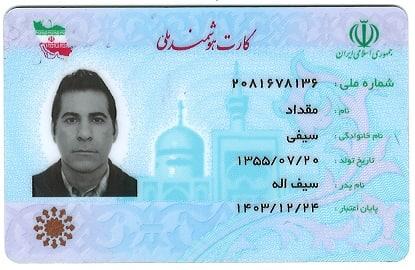 کارت هوشمند ملی
جمهوری اسلامی ایران
شماره ملی : ۲۰۸۱۶۷۸۱۳۶
نام : مقداد
نام خانوادگی : سیفی
تاریخ تولد : ۱۳۵۵/۰۷/۲۰
نام پدر : سیف اله
پایان اعتبار : ۱۴۰۳/۱۲/۲۴